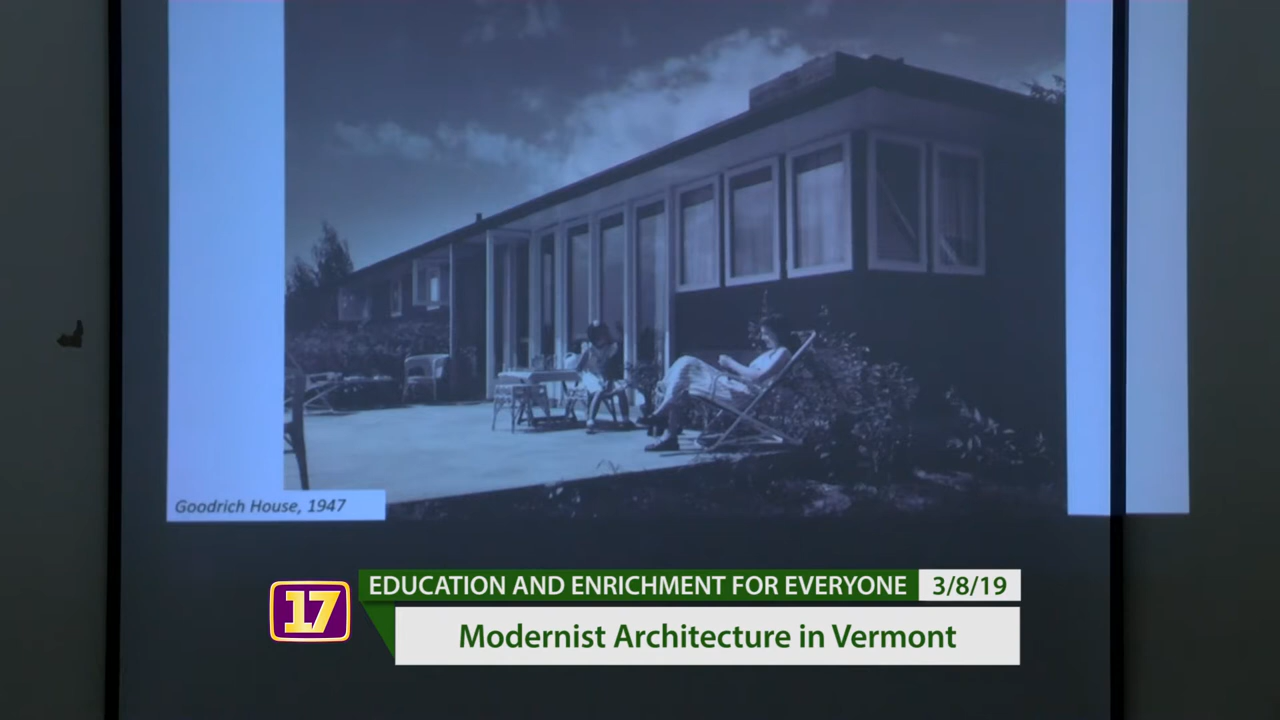 Goodrich House, 1947
17
EDUCATION AND ENRICHMENT FOR EVERYONE 3/8/19
Modernist Architecture in Vermont